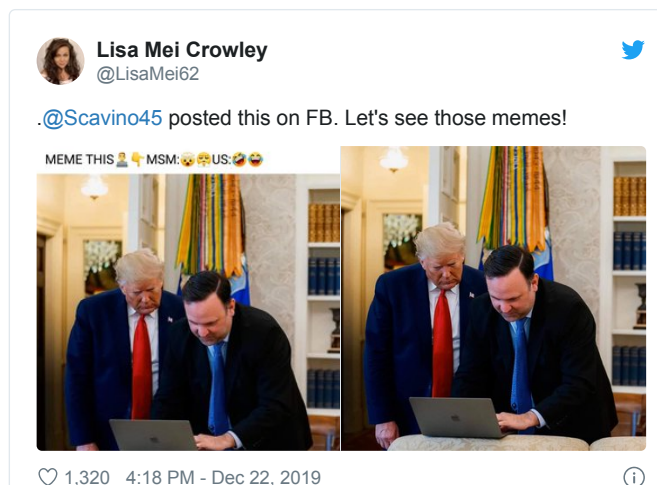 Lisa Mei Crowley
@LisaMei62
.@Scavino45 posted this on FB. Let's see those memes!
MEME THIS🤦‍♂️👇MSM:🤯😤US:🤣😂
1,320 4:18 PM - Dec 22, 2019